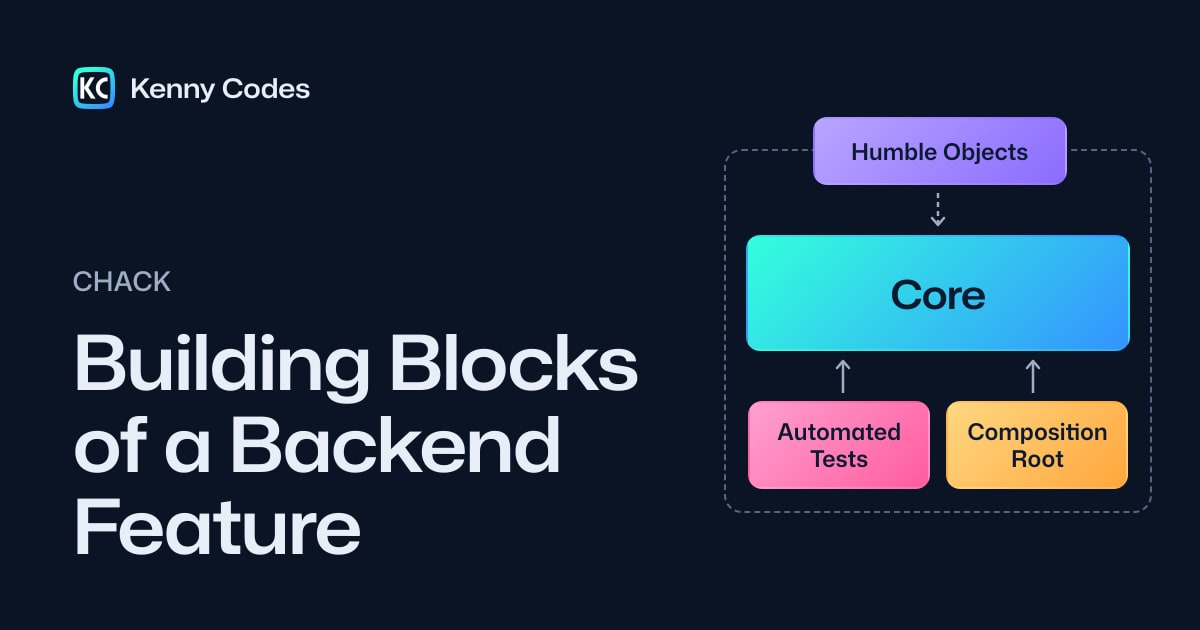 KC
Kenny Codes
CHACK
Building Blocks
of a Backend
Feature
Humble Objects
Core
Automated
Tests
Composition
Root